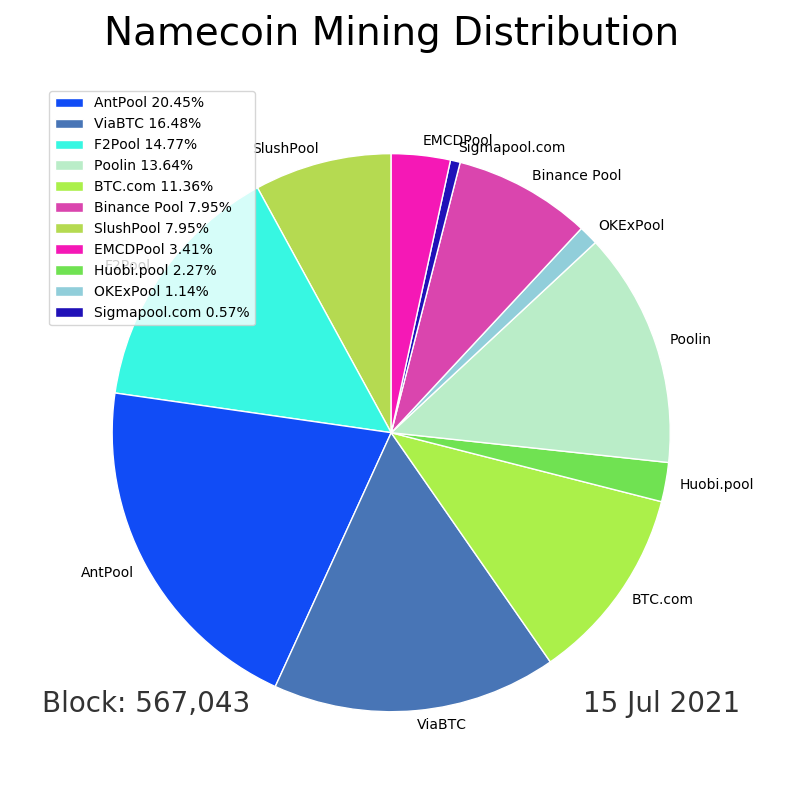 Namecoin Mining Distribution
AntPool 20.45%
ViaBTC 16.48%
F2Pool 14.77%
Poolin 13.64%
BTC.com 11.36%
Binance Pool 7.95%
SlushPool 7.95%
EMCDPool 3.41%
Huobi.pool 2.27%
OKExPool 1.14%
Sigmapool.com 0.57%
EMCDPool
Sigmapool.com
SlushPool
Binance Pool
OKExPool
F2Pool
Poolin
Huobi.pool
AntPool
BTC.com
ViaBTC
Block: 567,043
15 Jul 2021